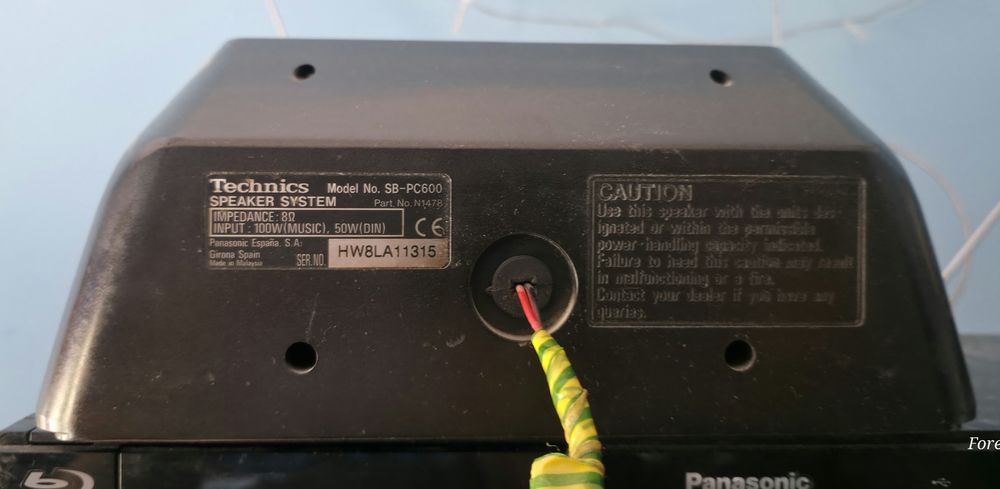 Technics Model No. SB-PC600
SPEAKER SYSTEM Part. No. N1478
IMPEDANCE: 8Ω
INPUT : 100W(MUSIC), 50W(DIN)
CE
Panasonic España, S.A:
Girona Spain
Made in Malaysia
SER.NO. HW8LA11315
CAUTION
Use this speaker with the units des-
ignated or within the permissible
power-handling capacity indicated.
Failure to heed this caution may result
in malfunctioning or a fire.
Contact your dealer if you have any
queries.
Fore
Panasonic